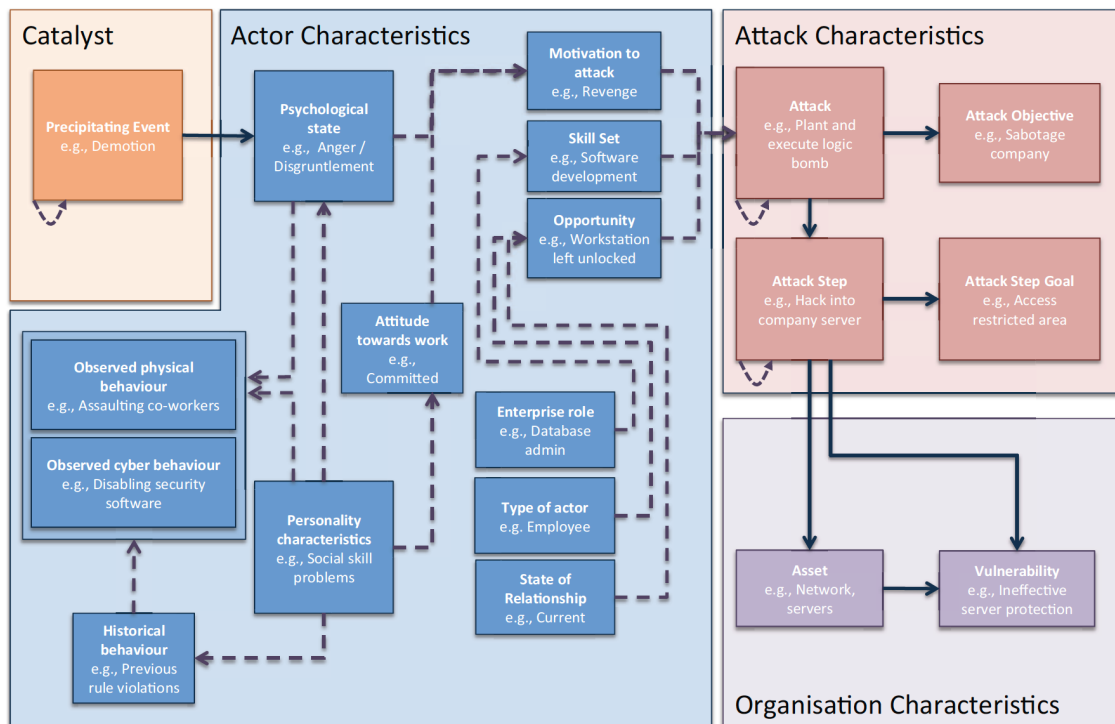 Catalyst
Precipitating Event
e.g., Demotion
Actor Characteristics
Psychological
state
e.g., Anger /
Disgruntlement
Motivation to
attack
e.g., Revenge
Skill Set
e.g., Software
development
Opportunity
e.g., Workstation
left unlocked
Attitude
towards work
e.g.,
Committed
Observed physical
behaviour
e.g., Assaulting co-workers
Observed cyber behaviour
e.g., Disabling security
software
Personality
characteristics
e.g., Social skill
problems
Historical
behaviour
e.g., Previous
rule violations
Enterprise role
e.g., Database
admin
Type of actor
e.g. Employee
State of
Relationship
e.g., Current
Attack Characteristics
Attack
e.g., Plant and
execute logic
bomb
Attack Objective
e.g., Sabotage
company
Attack Step
e.g., Hack into
company server
Attack Step Goal
e.g., Access
restricted area
Asset
e.g., Network,
servers
Vulnerability
e.g., Ineffective
server protection
Organisation Characteristics